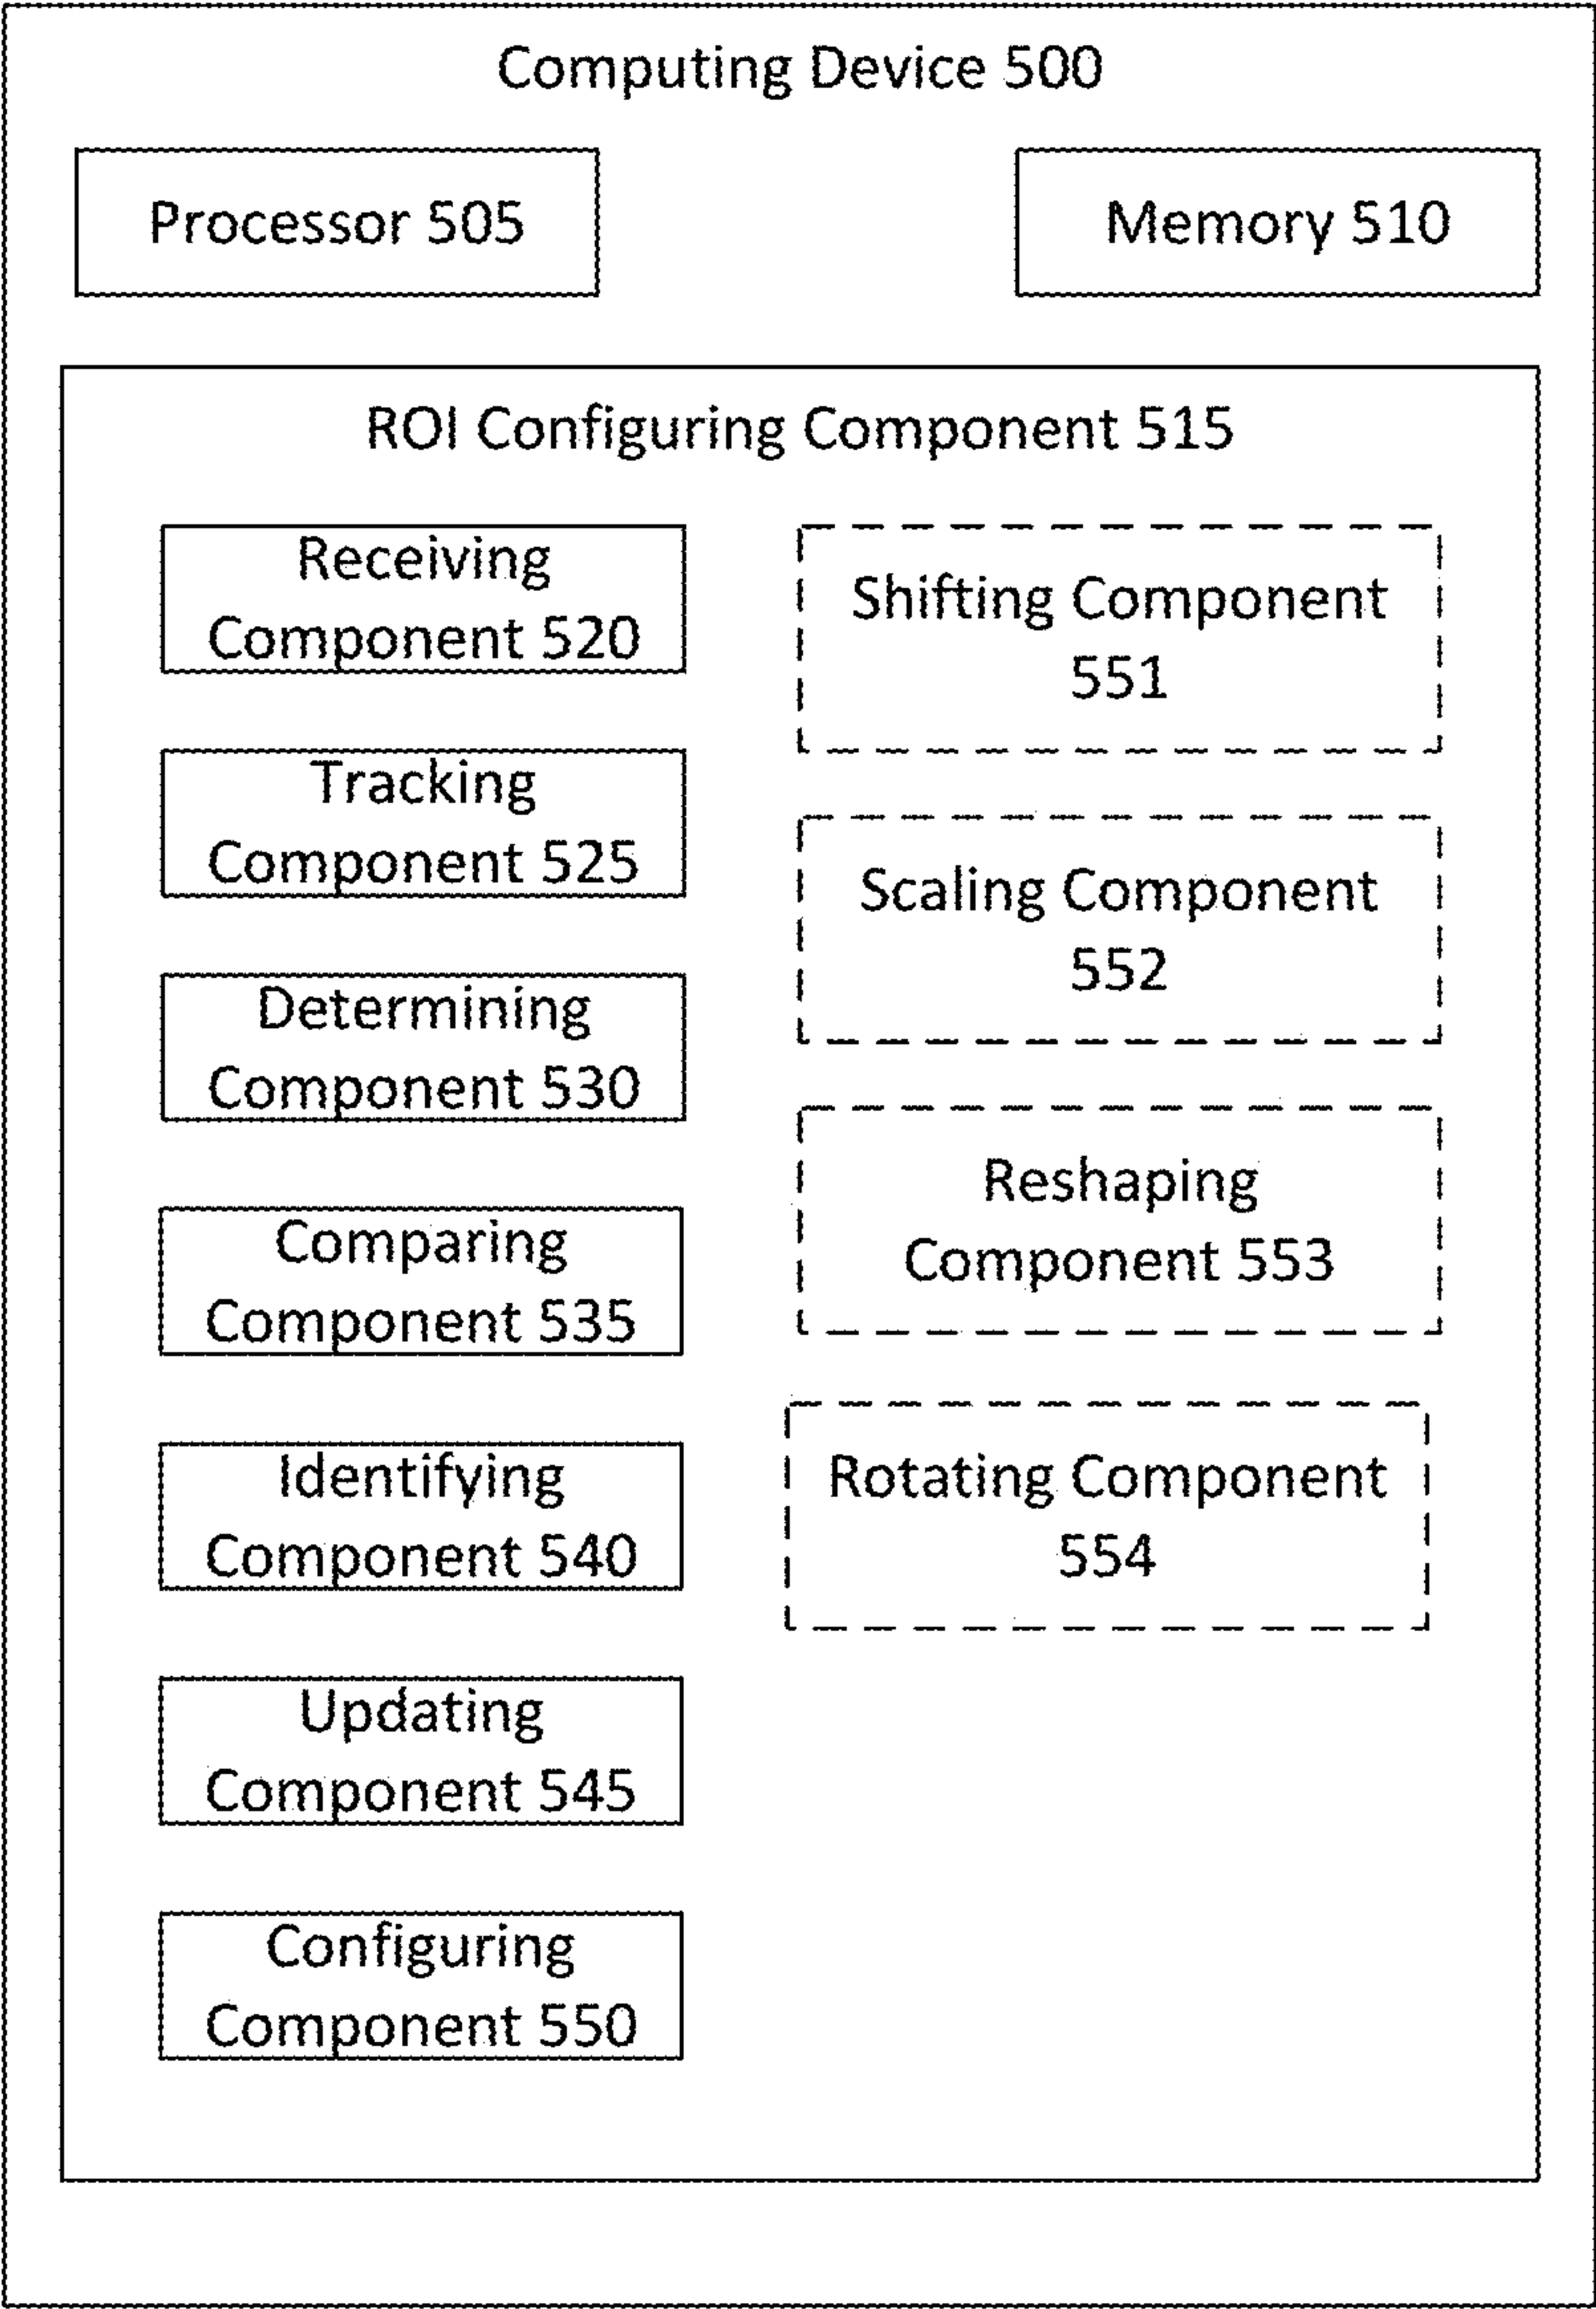 Computing Device 500
Processor 505
Memory 510
ROI Configuring Component 515
Receiving
Component 520
Tracking
Component 525
Determining
Component 530
Comparing
Component 535
Identifying
Component 540
Updating
Component 545
Configuring
Component 550
Shifting Component
551
Scaling Component
552
Reshaping
Component 553
Rotating Component
554